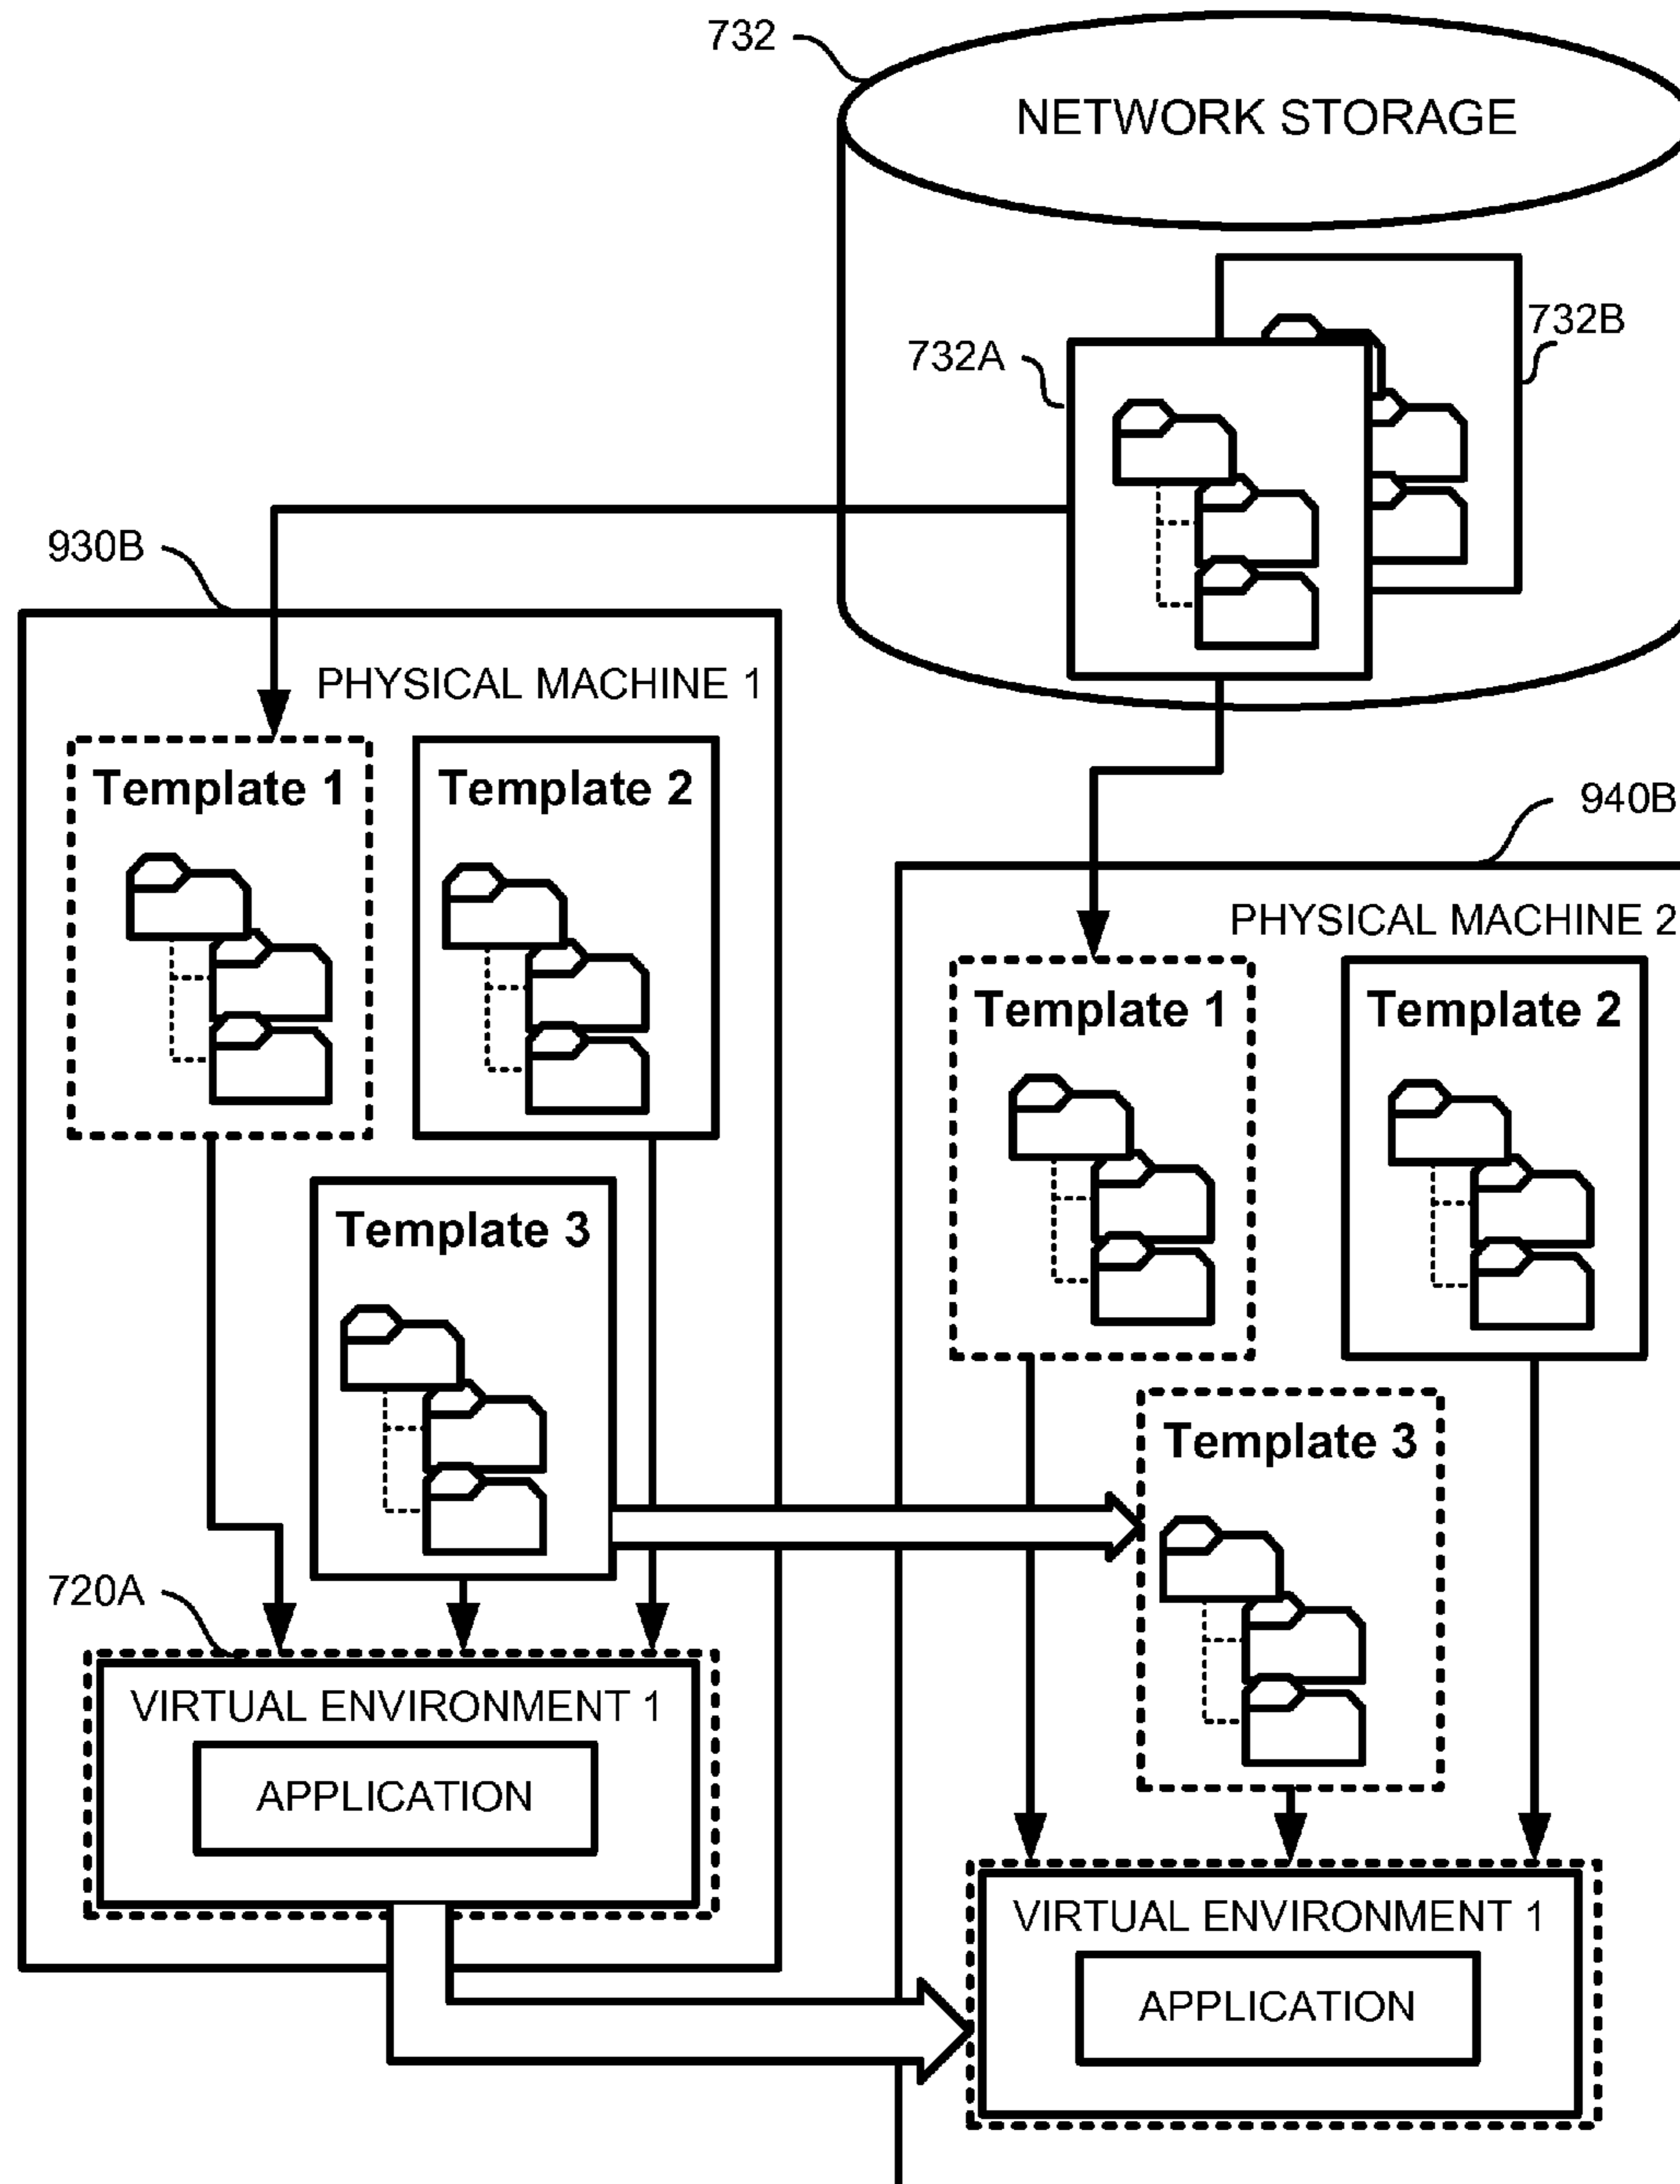 732
NETWORK STORAGE
732B
732A
930B
PHYSICAL MACHINE 1
Template 1
Template 2
940B
PHYSICAL MACHINE 2
Template 1
Template 2
Template 3
Template 3
720A
VIRTUAL ENVIRONMENT 1
APPLICATION
VIRTUAL ENVIRONMENT 1
APPLICATION